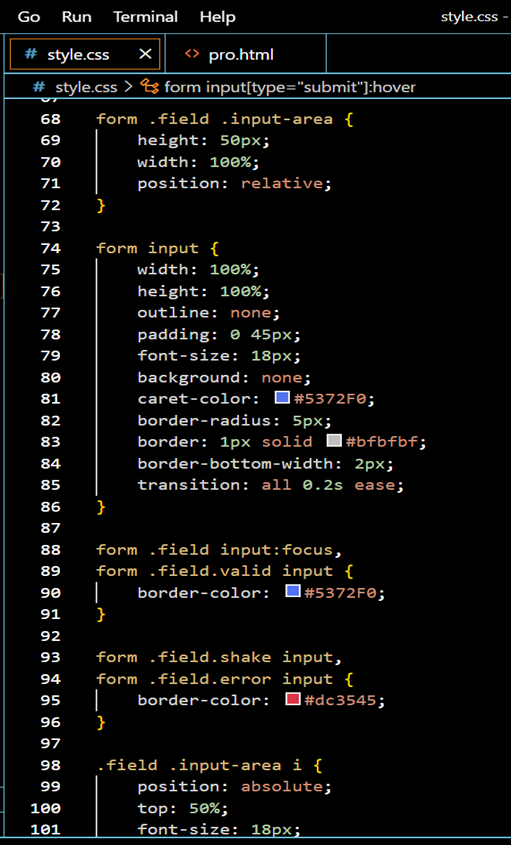 Go Run Terminal Help style.css -
# style.css × <> pro.html
# style.css > form input[type="submit"]:hover
68 form .field .input-area {
69 height: 50px;
70 width: 100%;
71 position: relative;
72 }
73
74 form input {
75 width: 100%;
76 height: 100%;
77 outline: none;
78 padding: 0 45px;
79 font-size: 18px;
80 background: none;
81 caret-color: #5372F0;
82 border-radius: 5px;
83 border: 1px solid #bfbfbf;
84 border-bottom-width: 2px;
85 transition: all 0.2s ease;
86 }
87
88 form .field input:focus,
89 form .field.valid input {
90 border-color: #5372F0;
91 }
92
93 form .field.shake input,
94 form .field.error input {
95 border-color: #dc3545;
96 }
97
98 .field .input-area i {
99 position: absolute;
100 top: 50%;
101 font-size: 18px;